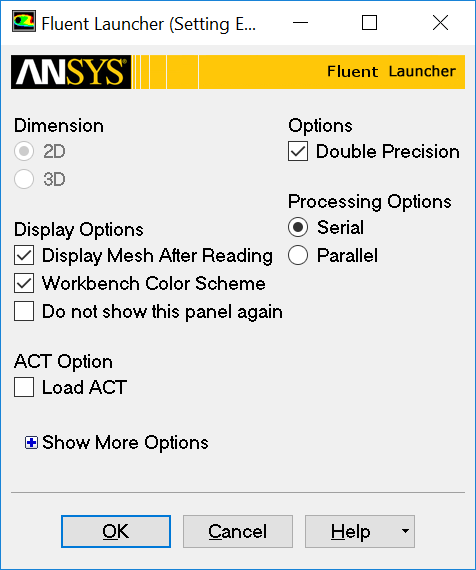 Fluent Launcher (Setting E...
ANSYS®
Fluent Launcher
Dimension
2D
3D
Display Options
Display Mesh After Reading
Workbench Color Scheme
Do not show this panel again
ACT Option
Load ACT
Show More Options
Options
Double Precision
Processing Options
Serial
Parallel
OK
Cancel
Help